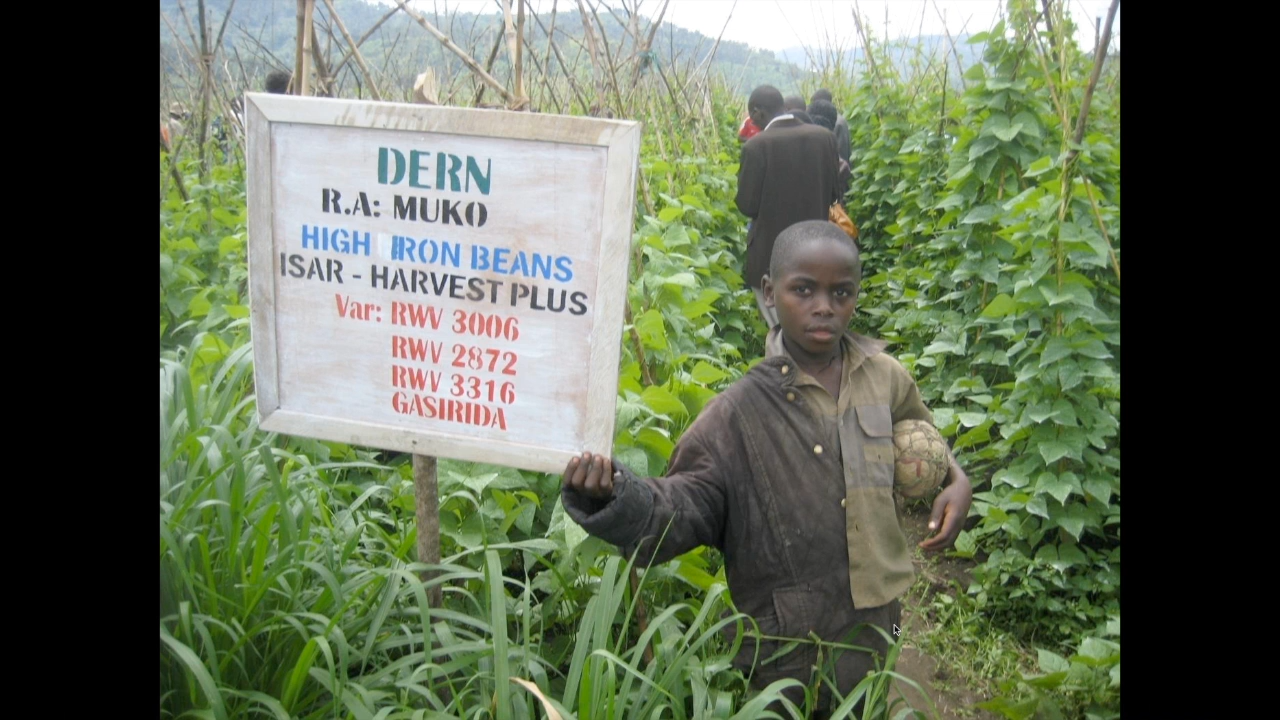 DERN
R.A: MUKO
HIGH IRON BEANS
ISAR - HARVEST PLUS
Var: RWV 3006
RWV 2872
RWV 3316
GASIRIDA